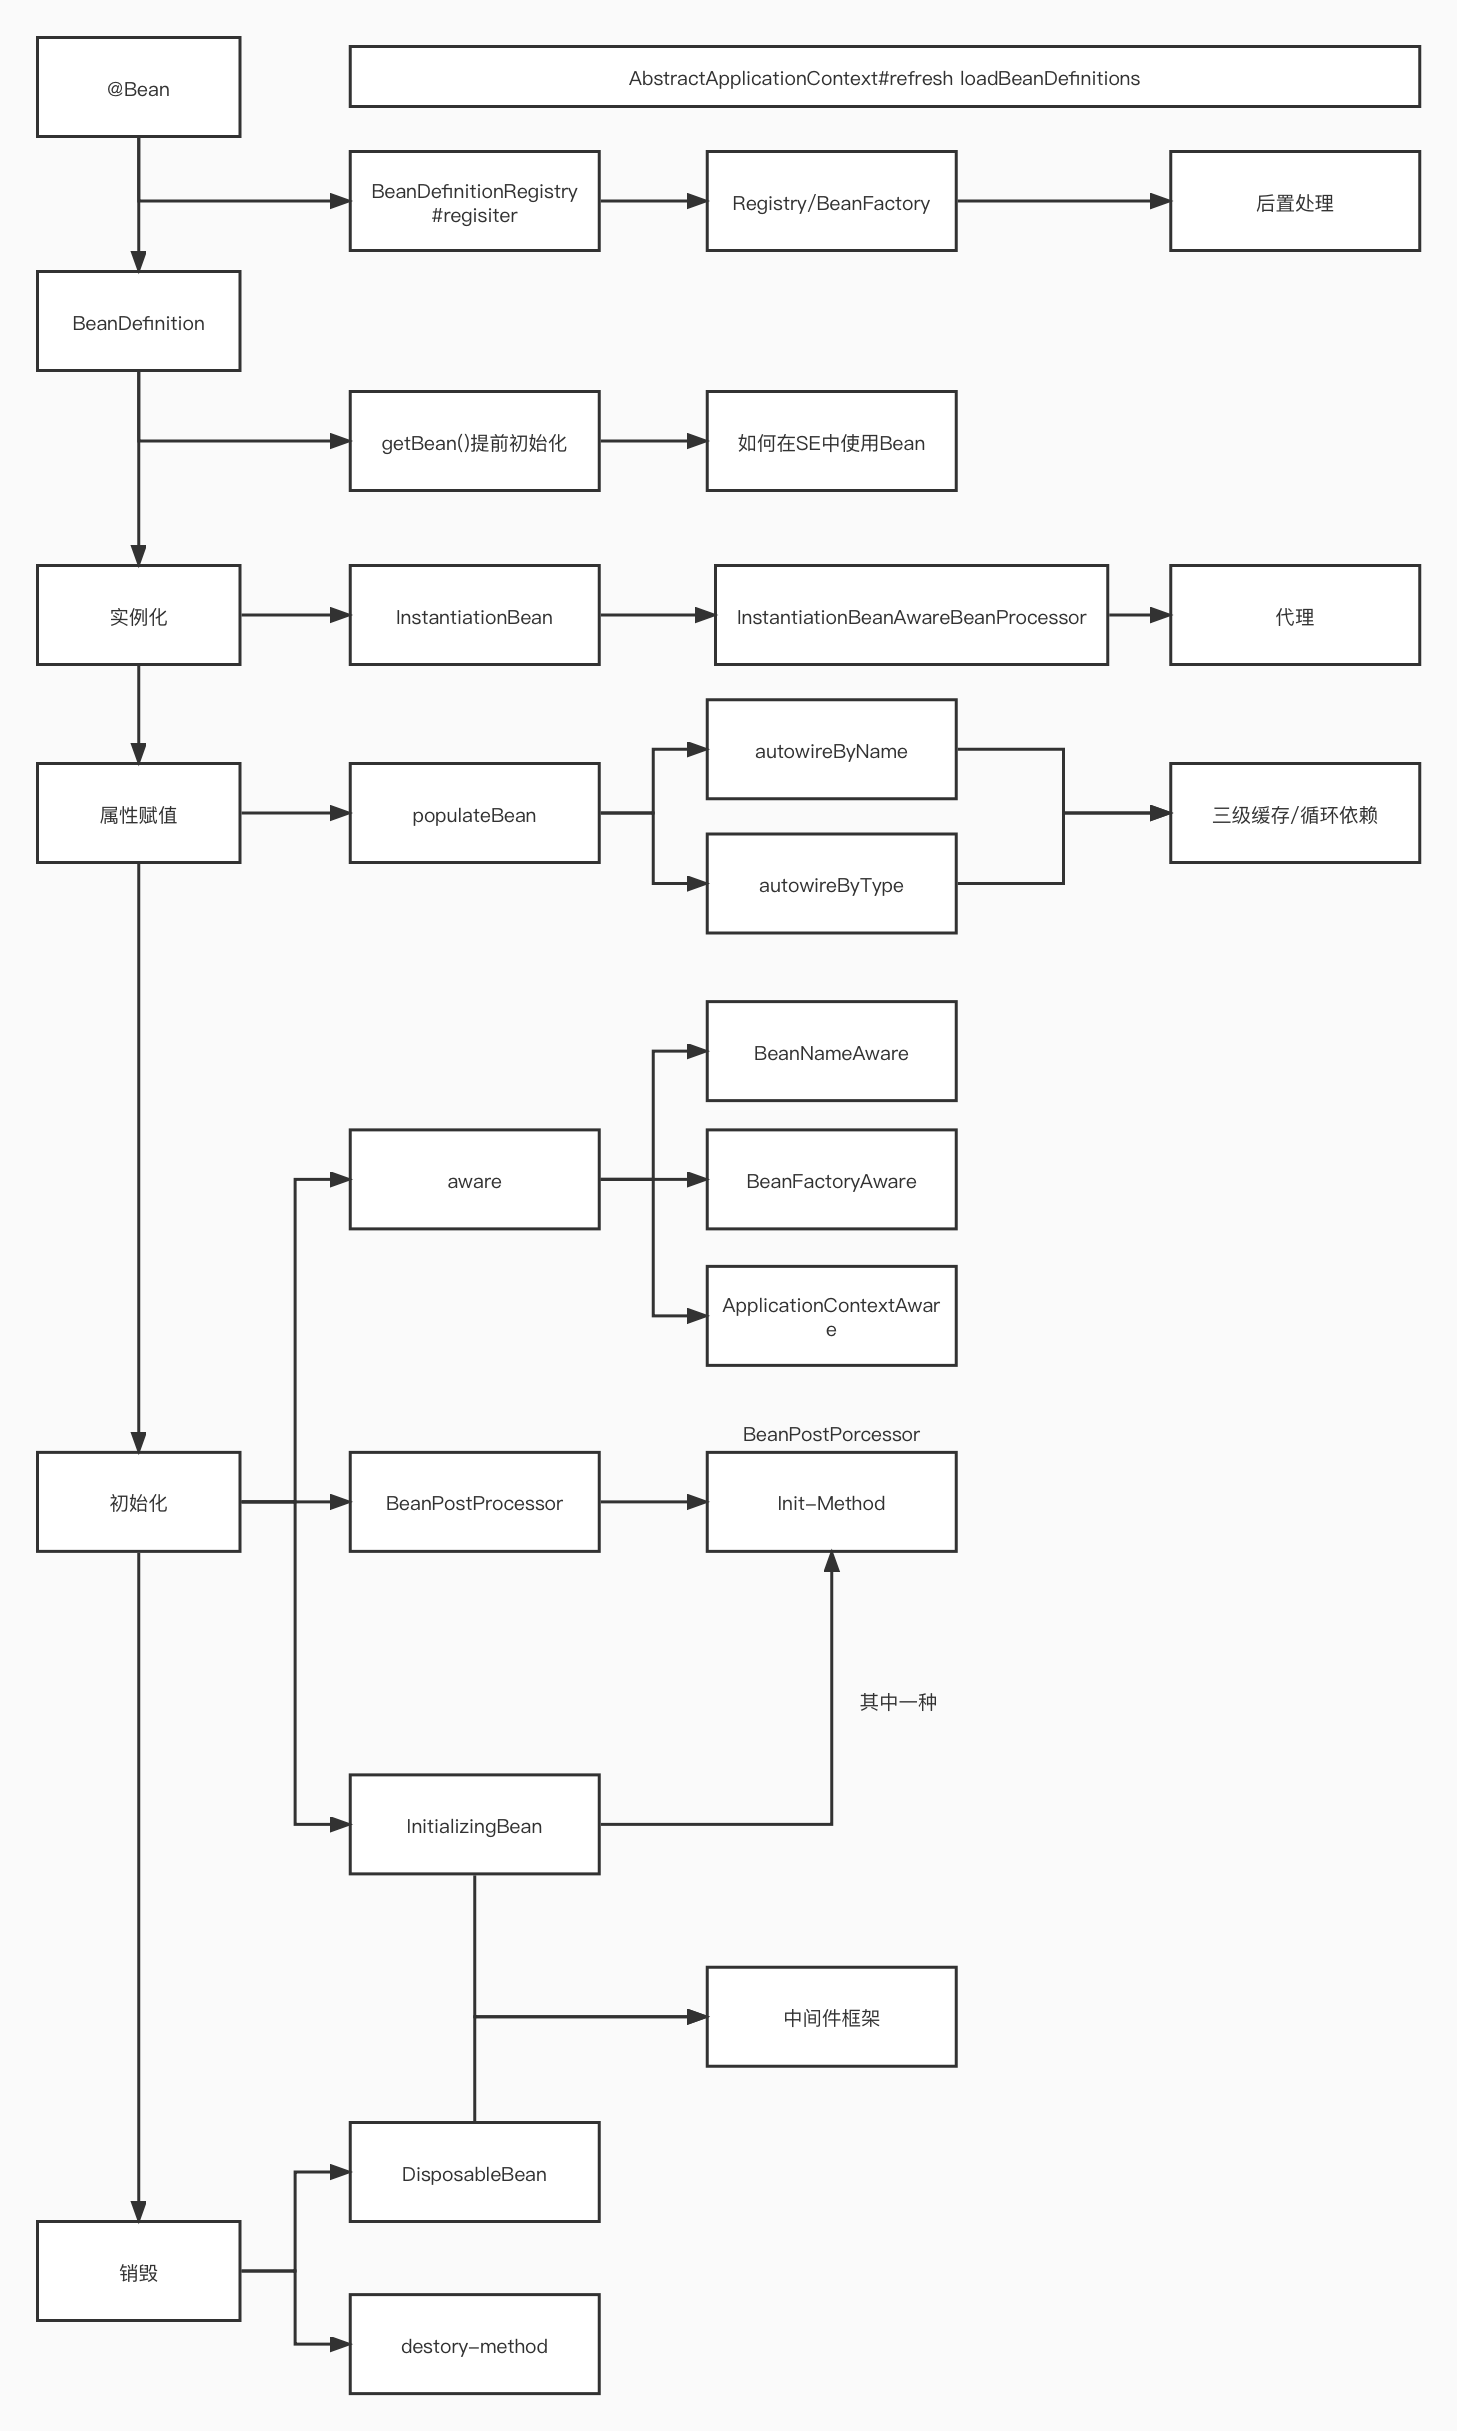 @Bean
AbstractApplicationContext#refresh loadBeanDefinitions
BeanDefinitionRegistry
#regisiter
Registry/BeanFactory
后置处理
BeanDefinition
getBean()提前初始化
如何在SE中使用Bean
实例化
InstantiationBean
InstantiationBeanAwareBeanProcessor
代理
autowireByName
属性赋值
populateBean
三级缓存/循环依赖
autowireByType
BeanNameAware
aware
BeanFactoryAware
ApplicationContextAwar
e
BeanPostPorcessor
初始化
BeanPostProcessor
Init-Method
其中一种
InitializingBean
中间件框架
DisposableBean
销毁
destory-method